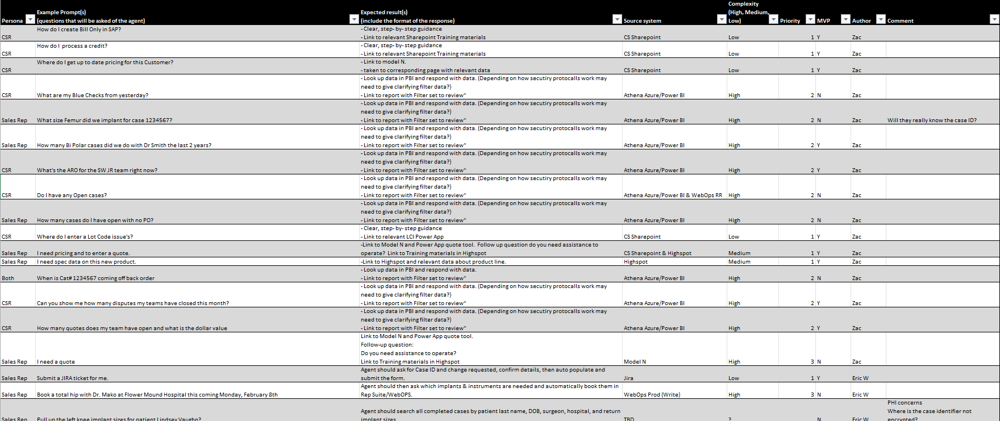 Persona
Example Prompt(s)
(questions that will be asked of the agent)
Expected result(s)
(include the format of the response)
Source system
Complexity
(High, Medium,
Low)
Priority
MVP
Author
Comment
CSR
How do I create Bill Only in SAP?
- Clear, step- by- step guidance
- Link to relevant Sharepoint Training materials
CS Sharepoint
Low
1 Y
Zac
CSR
How do I process a credit?
- Clear, step- by- step guidance
- Link to relevant Sharepoint Training materials
CS Sharepoint
Low
1 Y
Zac
CSR
Where do I get up to date pricing for this Customer?
- Link to model N.
- taken to corresponding page with relevant data
CS Sharepoint
Low
1 Y
Zac
CSR
What are my Blue Checks from yesterday?
- Look up data in PBI and respond with data. (Depending on how secutiry protocalls work may
need to give clarifying filter data?)
- Link to report with Filter set to review"
Athena Azure/Power BI
High
2 N
Zac
Sales Rep
What size Femur did we implant for case 1234567?
- Look up data in PBI and respond with data. (Depending on how secutiry protocalls work may
need to give clarifying filter data?)
- Link to report with Filter set to review"
Athena Azure/Power BI
High
2 N
Zac
Will they really know the case ID?
Sales Rep
How many Bi Polar cases did we do with Dr Smith the last 2 years?
- Look up data in PBI and respond with data. (Depending on how secutiry protocalls work may
need to give clarifying filter data?)
- Link to report with Filter set to review"
Athena Azure/Power BI
High
2 Y
Zac
CSR
What's the ARO for the SW JR team right now?
- Look up data in PBI and respond with data. (Depending on how secutiry protocalls work may
need to give clarifying filter data?)
- Link to report with Filter set to review"
Athena Azure/Power BI
High
2 Y
Zac
CSR
Do I have any Open cases?
- Look up data in PBI and respond with data. (Depending on how secutiry protocalls work may
need to give clarifying filter data?)
- Link to report with Filter set to review"
Athena Azure/Power BI & WebOps RR
High
2 N
Zac
Sales Rep
How many cases do I have open with no PO?
- Look up data in PBI and respond with data. (Depending on how secutiry protocalls work may
need to give clarifying filter data?)
- Link to report with Filter set to review"
Athena Azure/Power BI
High
2 N
Zac
CSR
Where do I enter a Lot Code issue's?
- Clear, step- by- step guidance
- Link to relevant LCI Power App
CS Sharepoint
Low
1 Y
Zac
Sales Rep
I need pricing and to enter a quote.
-Link to Model N and Power App quote tool. Follow up question do you need assistance to
operate? Link to Training materials in Highspot
CS Sharepoint & Highspot
Medium
1 Y
Zac
Sales Rep
I need spec data on this new product.
-Link to Highspot and relevant data about product line.
Highspot
Medium
1 Y
Zac
Both
When is Cat# 1234567 coming off back order
- Look up data in PBI and respond with data.
- Link to report with Filter set to review"
Athena Azure/Power BI
High
2 N
Zac
CSR
Can you show me how many disputes my teams have closed this month?
- Look up data in PBI and respond with data. (Depending on how secutiry protocalls work may
need to give clarifying filter data?)
- Link to report with Filter set to review"
Athena Azure/Power BI
High
2 Y
Zac
CSR
How many quotes does my team have open and what is the dollar value
- Look up data in PBI and respond with data. (Depending on how secutiry protocalls work may
need to give clarifying filter data?)
- Link to report with Filter set to review"
Athena Azure/Power BI
High
2 Y
Zac
Sales Rep
I need a quote
Link to Model N and Power App quote tool.
Follow-up question:
Do you need assistance to operate?
Link to Training materials in Highspot
Model N
High
3 N
Zac
Sales Rep
Submit a JIRA ticket for me.
Agent should ask for Case ID and change requested, confirm details, then auto populate and
submit the form.
Jira
Low
1 Y
Eric W
Sales Rep
Book a total hip with Dr. Mako at Flower Mound Hospital this coming Monday, February 8th
Agent should then ask which implants & instruments are needed and automatically book them in
Rep Suite/WebOPS.
WebOps Prod (Write)
High
3 N
Eric W
Sales Rep
Pull up the left knee implant sizes for patient Lindsey Vaughn?
Agent should search all completed cases by patient last name, DOB, surgeon, hospital, and return
implant sizes
TBD
?
N
Eric W
PHI concerns
Where is the case identifier not
encrypted?